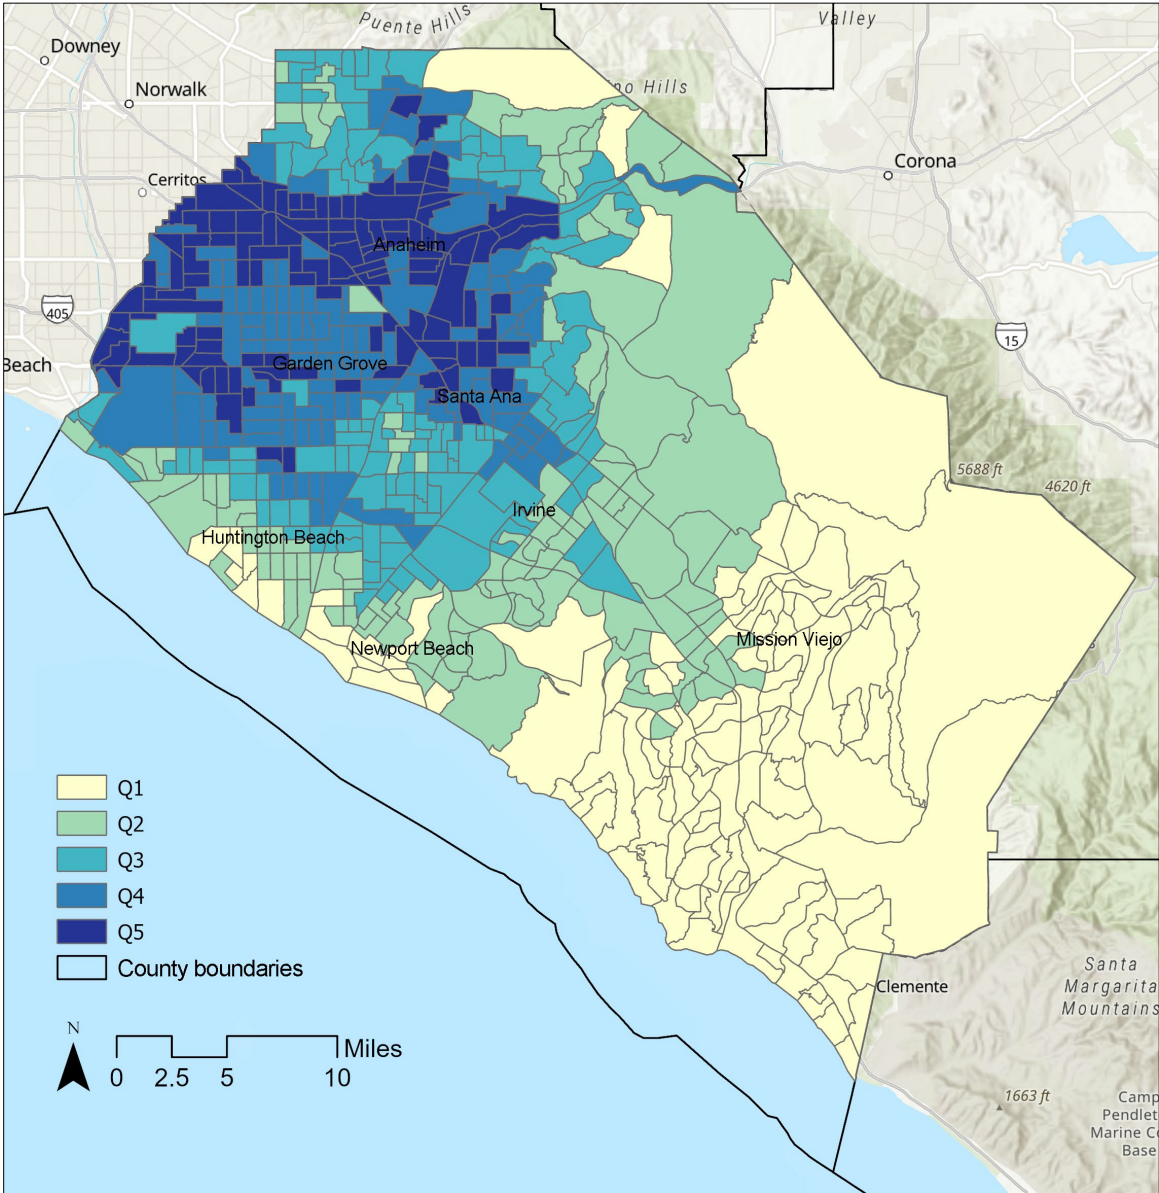 Puente Hills
Valley
Downey
Norwalk
no Hills
Cerritos
Corona
Anaheim
405
15
Beach
Garden Grove
Santa Ana
5688 ft
4620 ft
Irvine
Huntington Beach
Mission Viejo
Newport Beach
Q1
Q2
Q3
Q4
Q5
County boundaries
Santa
Margarita
Mountains
Clemente
N
Miles
0 2.5 5 10
1663 ft
Camp
Pendlet
Marine Co
Base